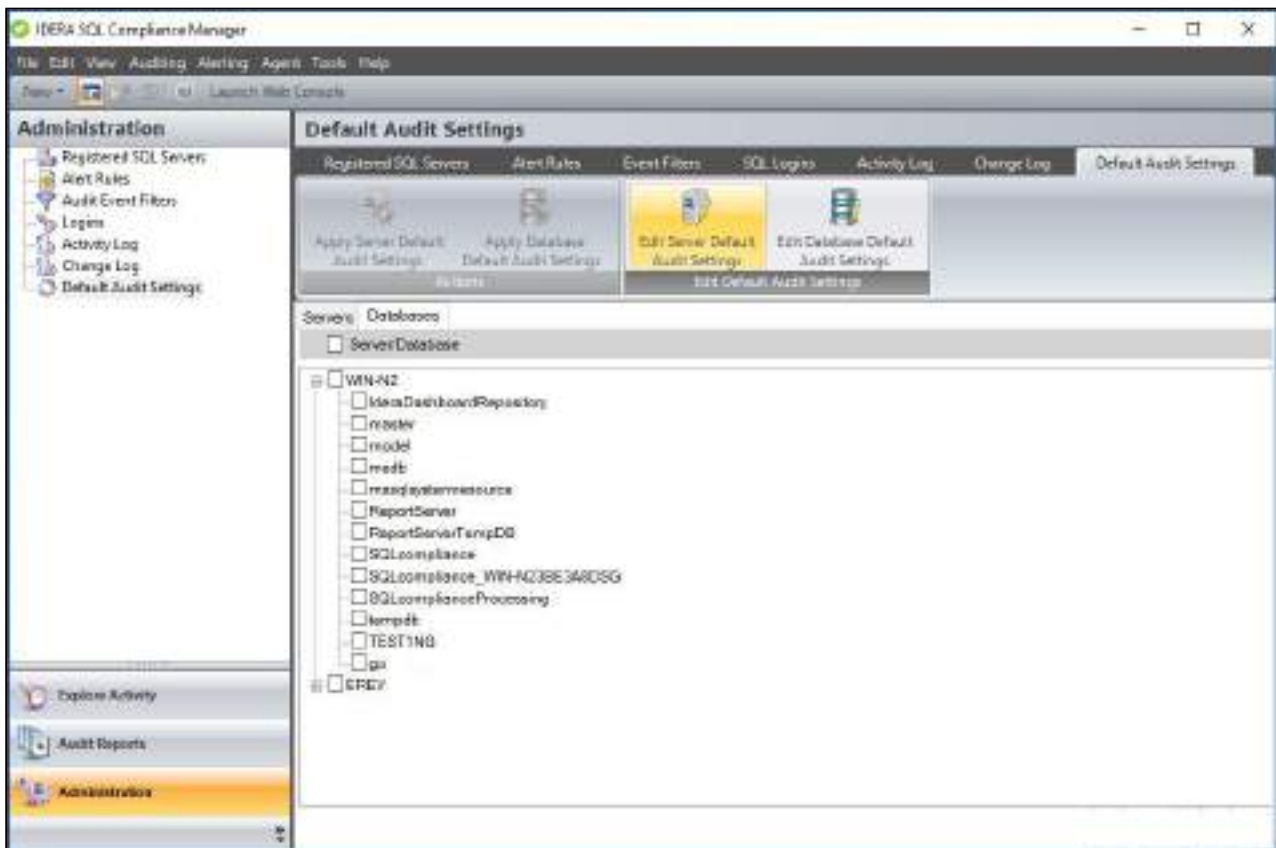 IDERA SQL Compliance Manager
File Edit View Auditing Alerting Agent Tools Help
New Launch Web Console
Administration
Registered SQL Servers
Alert Rules
Audit Event Filters
Logins
Activity Log
Change Log
Default Audit Settings
Explore Activity
Audit Reports
Administration
Default Audit Settings
Registered SQL Servers Alert Rules Event Filters SQL Logins Activity Log Change Log Default Audit Settings
Apply Server Default Audit Settings
Apply Database Default Audit Settings
Actions
Edit Server Default Audit Settings
Edit Database Default Audit Settings
Edit Default Audit Settings
Servers Databases
Server/Database
WIN-N2
IderaDashboardRepository
master
model
msdb
mssqlsystemresource
ReportServer
ReportServerTempDB
SQLcompliance
SQLcomplianceProcessing
tempdb
TEST1NG